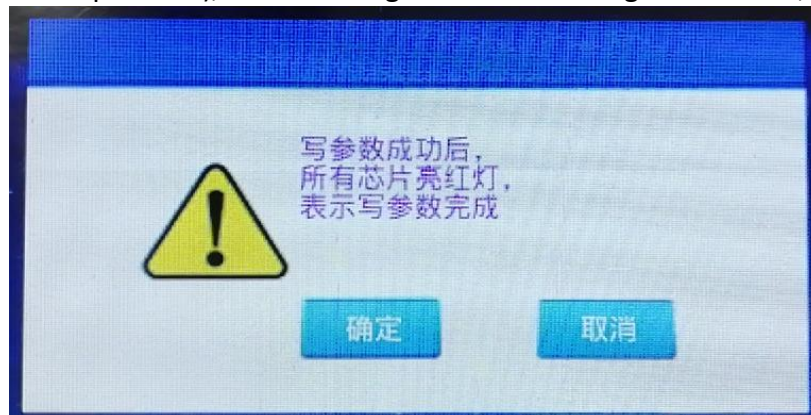 写参数成功后，
所有芯片亮红灯，
表示写参数完成
确定
取消